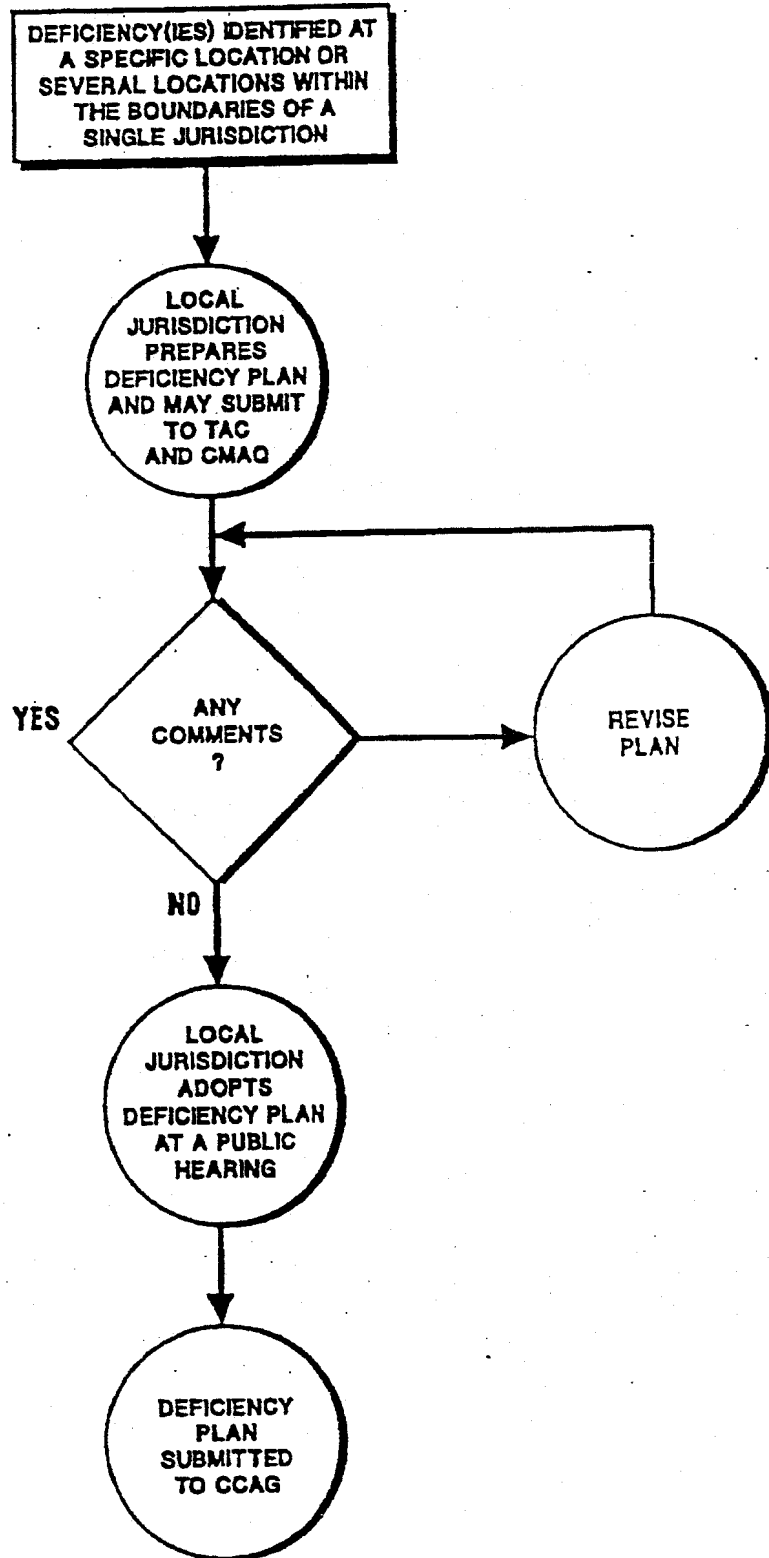 DEFICIENCY(IES) IDENTIFIED AT
A SPECIFIC LOCATION OR
SEVERAL LOCATIONS WITHIN
THE BOUNDARIES OF A
SINGLE JURISDICTION
LOCAL
JURISDICTION
PREPARES
DEFICIENCY PLAN
AND MAY SUBMIT
TO TAC
AND CMAQ
YES
ANY
COMMENTS
?
REVISE
PLAN
NO
LOCAL
JURISDICTION
ADOPTS
DEFICIENCY PLAN
AT A PUBLIC
HEARING
DEFICIENCY
PLAN
SUBMITTED
TO CCAG